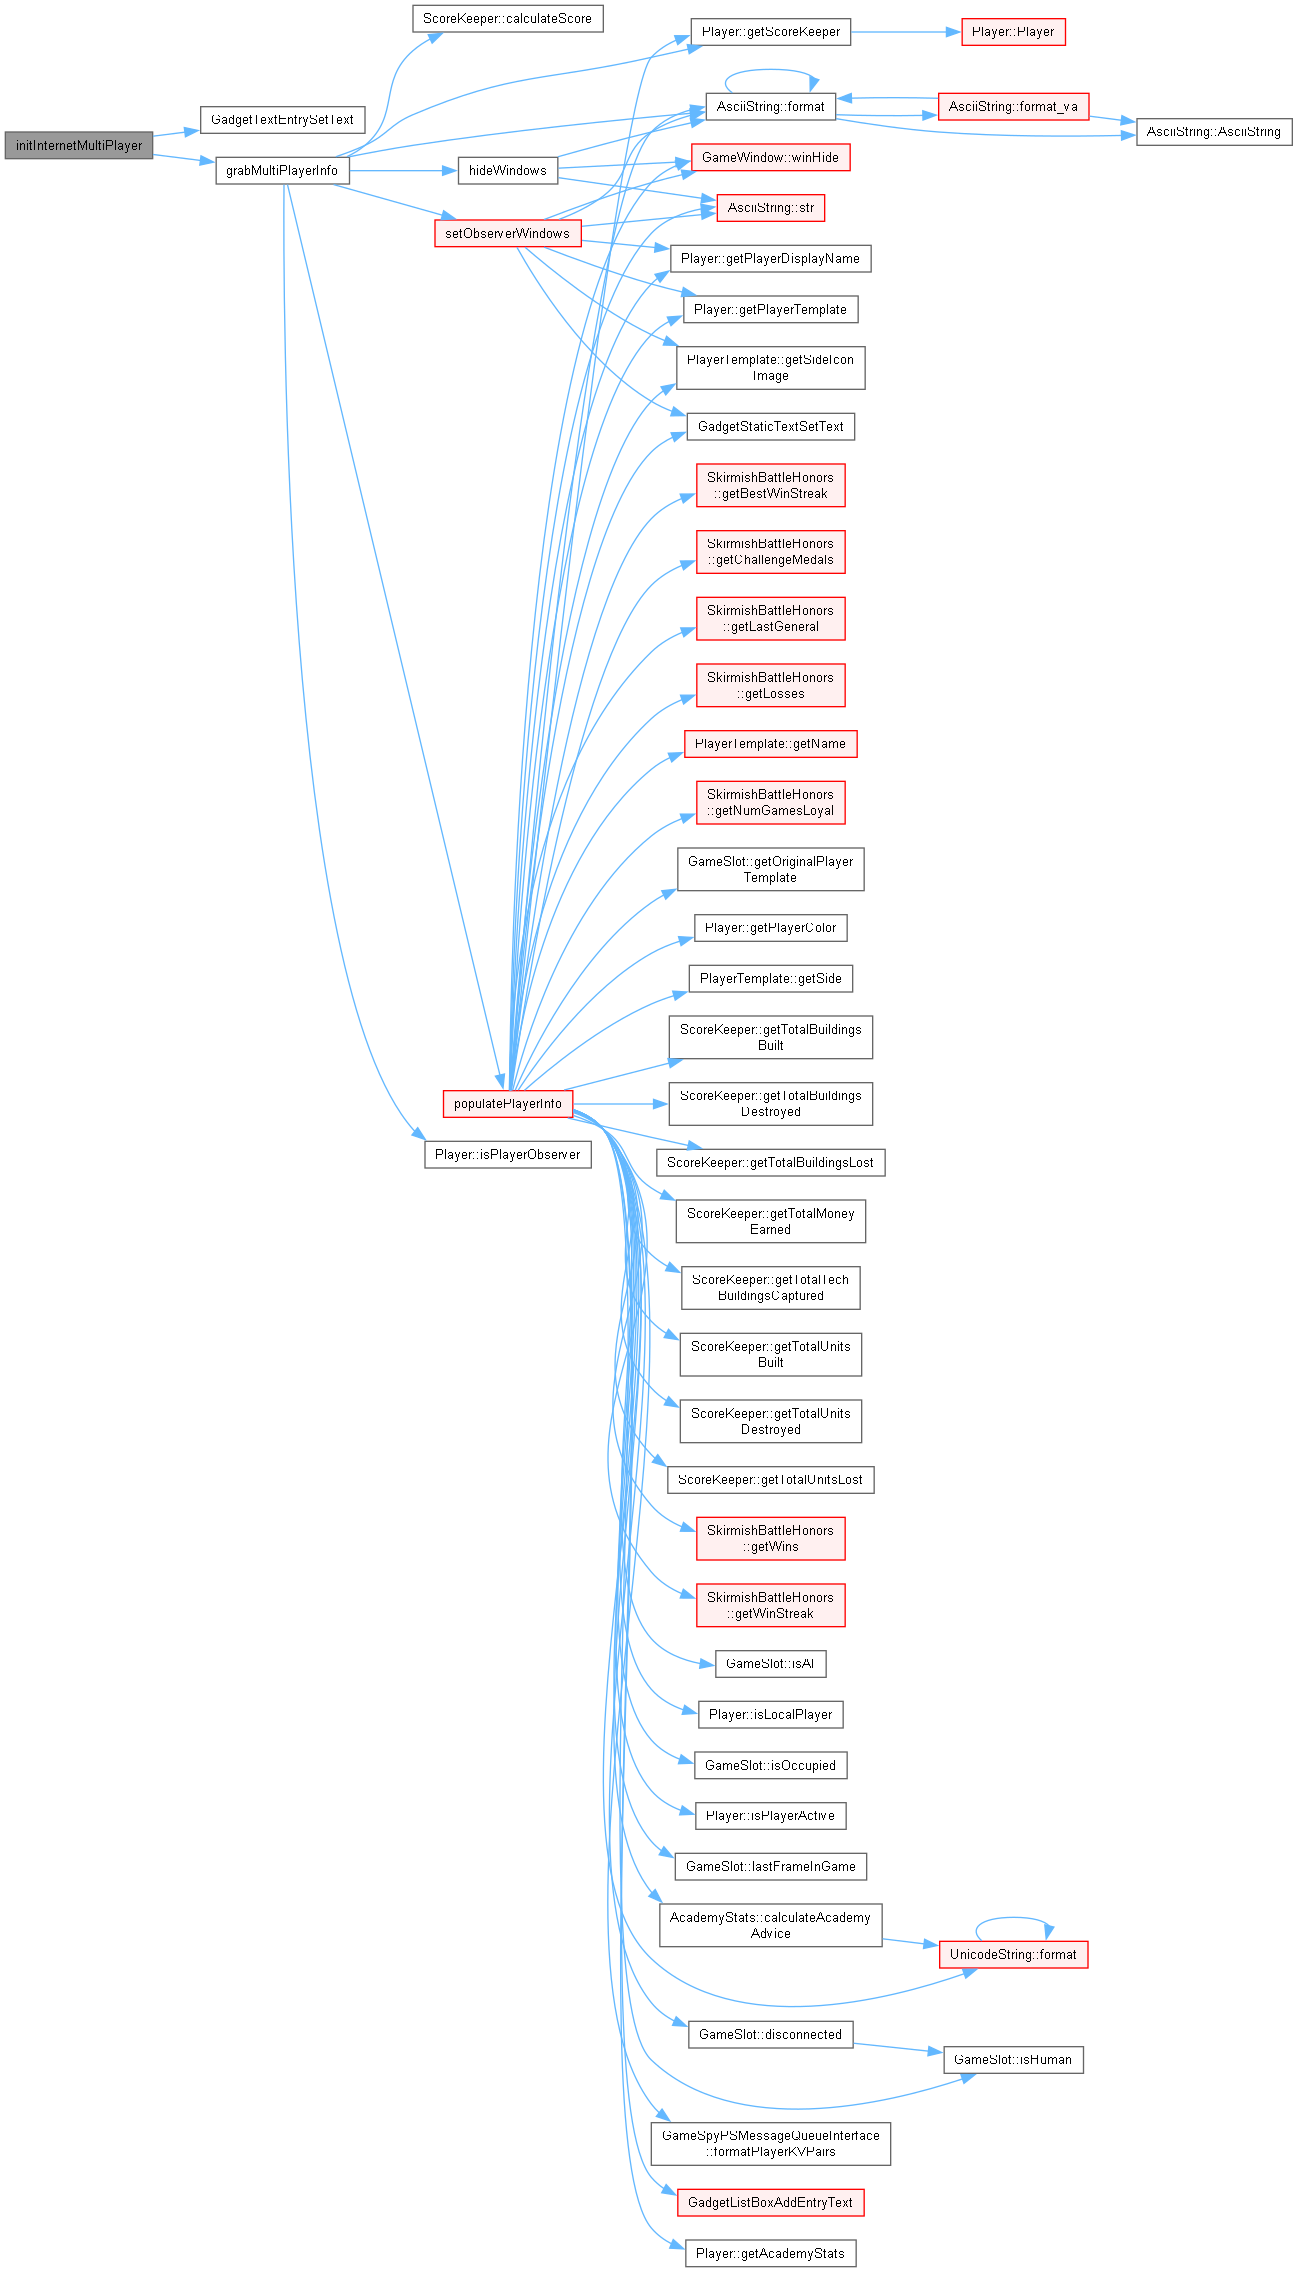 initInternetMultiPlayer
GadgetTextEntrySetText
grabMultiPlayerInfo
ScoreKeeper::calculateScore
hideWindows
setObserverWindows
populatePlayerInfo
Player::isPlayerObserver
Player::getScoreKeeper
AsciiString::format
GameWindow::winHide
AsciiString::str
Player::getPlayerDisplayName
Player::getPlayerTemplate
PlayerTemplate::getSideIcon
Image
GadgetStaticTextSetText
SkirmishBattleHonors
::getBestWinStreak
SkirmishBattleHonors
::getChallengeMedals
SkirmishBattleHonors
::getLastGeneral
SkirmishBattleHonors
::getLosses
PlayerTemplate::getName
SkirmishBattleHonors
::getNumGamesLoyal
GameSlot::getOriginalPlayer
Template
Player::getPlayerColor
PlayerTemplate::getSide
ScoreKeeper::getTotalBuildings
Built
ScoreKeeper::getTotalBuildings
Destroyed
ScoreKeeper::getTotalBuildingsLost
ScoreKeeper::getTotalMoney
Earned
ScoreKeeper::getTotalTech
BuildingsCaptured
ScoreKeeper::getTotalUnits
Built
ScoreKeeper::getTotalUnits
Destroyed
ScoreKeeper::getTotalUnitsLost
SkirmishBattleHonors
::getWins
SkirmishBattleHonors
::getWinStreak
GameSlot::isAI
Player::isLocalPlayer
GameSlot::isOccupied
Player::isPlayerActive
GameSlot::lastFrameInGame
AcademyStats::calculateAcademy
Advice
GameSlot::disconnected
GameSpyPSMessageQueueInterface
::formatPlayerKVPairs
GadgetListBoxAddEntryText
Player::getAcademyStats
Player::Player
AsciiString::format_va
AsciiString::AsciiString
UnicodeString::format
GameSlot::isHuman